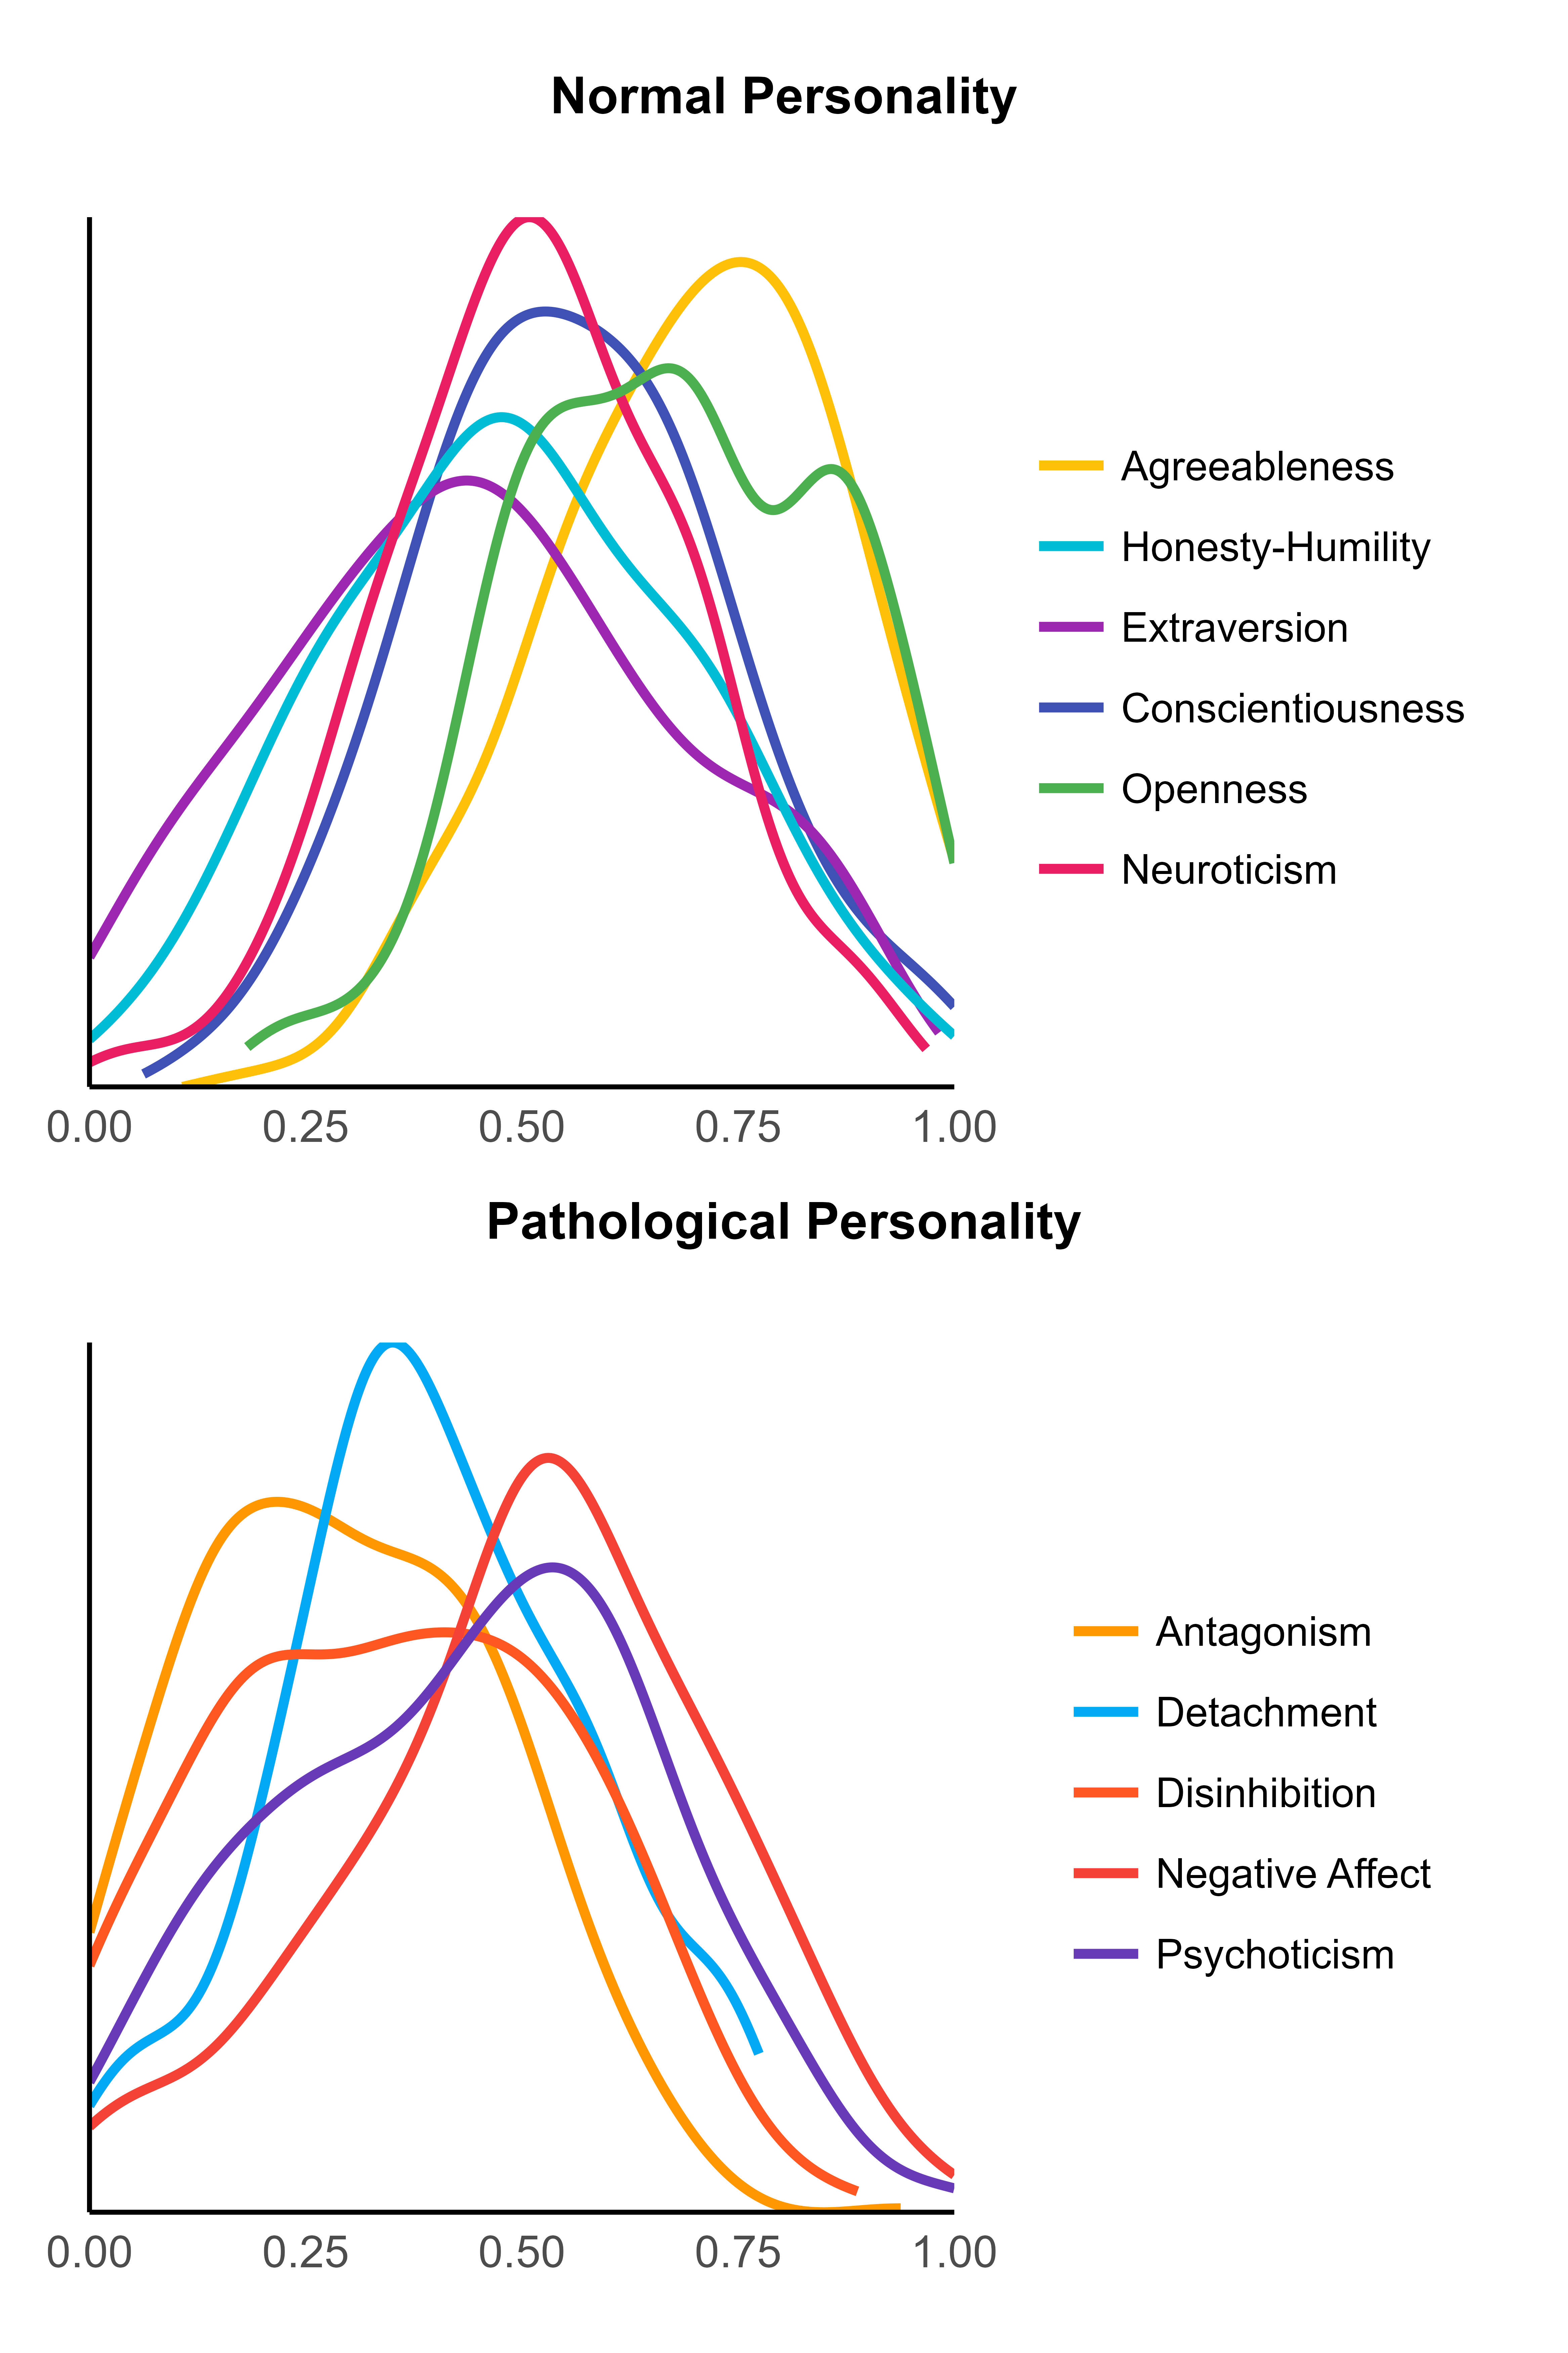 Normal Personality
Agreeableness
Honesty-Humility
Extraversion
Conscientiousness
Openness
Neuroticism
0.00 0.25 0.50 0.75 1.00
Pathological Personality
Antagonism
Detachment
Disinhibition
Negative Affect
Psychoticism
0.00 0.25 0.50 0.75 1.00